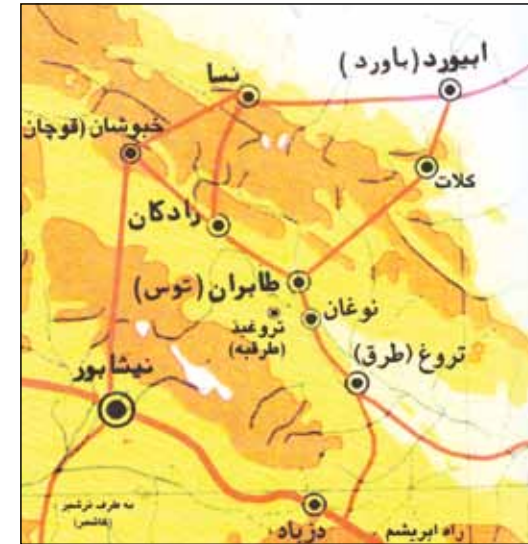 ابیورد (باورد)
نسا
خبوشان (قوچان
کلات
رادکان
طابران (توس)
نوغان
تروغبذ
(طرقبه)
تروغ (طرق)
نیشابور
به طرف ترشیز
(کاشمر)
دزباد
راه ابریشم